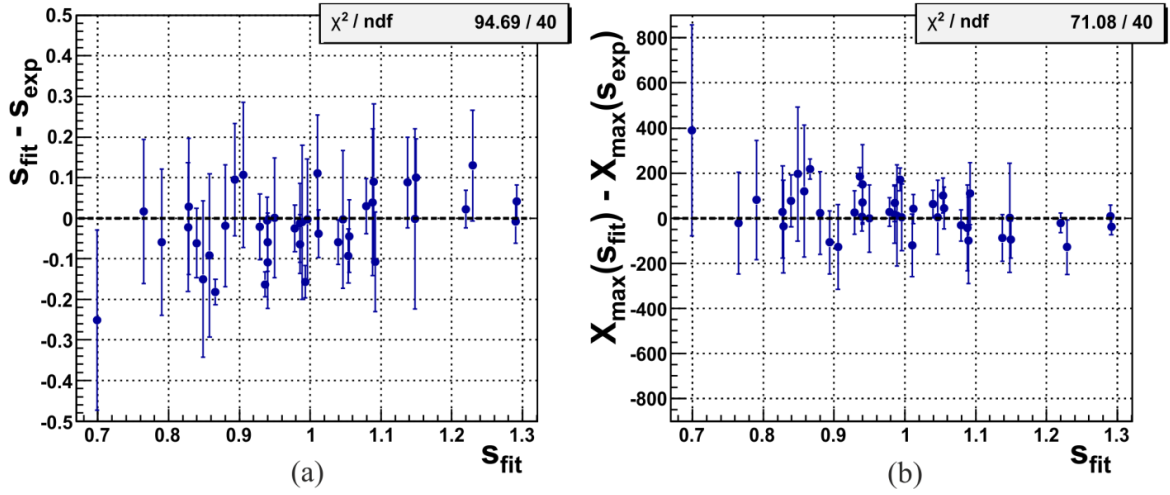 χ² / ndf 94.69 / 40
s_fit - s_exp
0.5
0.4
0.3
0.2
0.1
0
-0.1
-0.2
-0.3
-0.4
-0.5
0.7 0.8 0.9 1 1.1 1.2 1.3
s_fit
(a)
χ² / ndf 71.08 / 40
X_max(s_fit) - X_max(s_exp)
800
600
400
200
0
-200
-400
-600
-800
0.7 0.8 0.9 1 1.1 1.2 1.3
s_fit
(b)